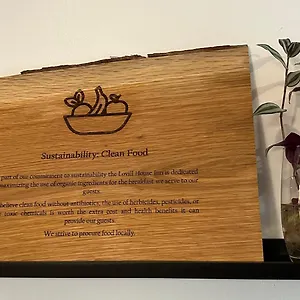 Sustainability: Clean Food
part of our commitment to sustainability the Lovill House Inn is dedicated
maximizing the use of organic ingredients for the breakfast we serve to our
guests.
believe clean food without antibiotics, the use of herbicides, pesticides, or
toxic chemicals is worth the extra cost and health benefits it can
provide our guests.
We strive to procure food locally.